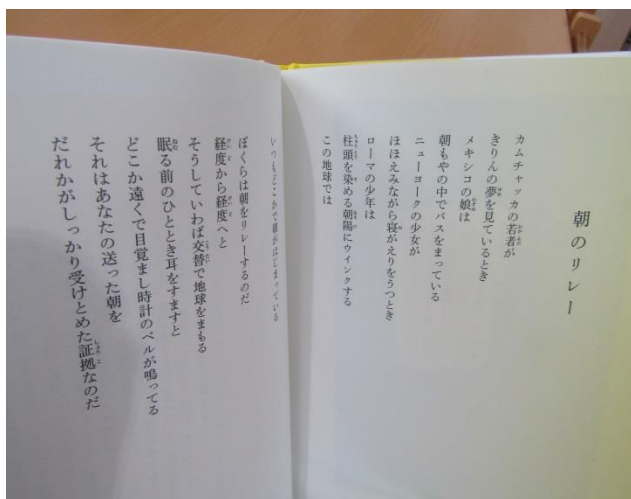 朝のリレー
カムチャッカの若者が
きりんの夢を見ているとき
メキシコの娘は
朝もやの中でバスをまっている
ニューヨークの少女が
ほほえみながら寝がえりをうつとき
ローマの少年は
柱頭を染める朝陽にウインクする
この地球では
いつもどこかで朝がはじまっている
ぼくらは朝をリレーするのだ
経度から経度へと
そうしていわば交替で地球をまもる
眠る前のひととき耳をすますと
どこか遠くで目覚まし時計のベルが鳴ってる
それはあなたの送った朝を
だれかがしっかり受けとめた証拠なのだ